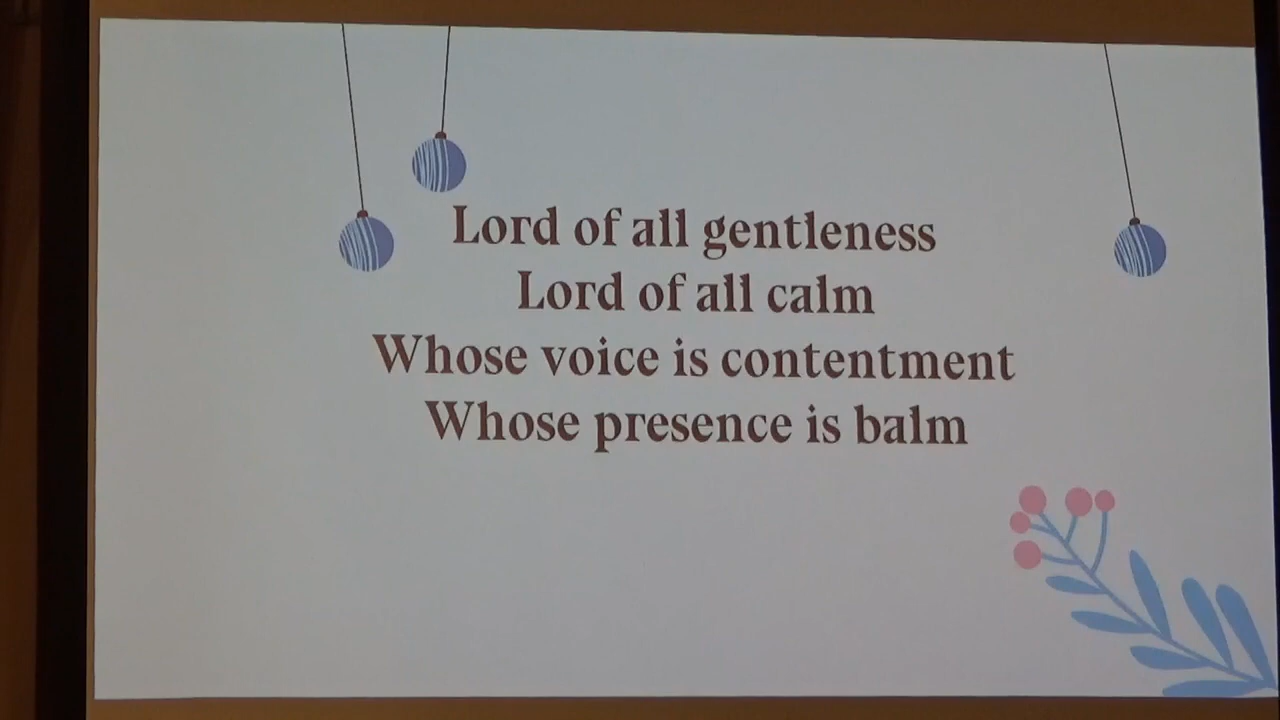 Lord of all gentleness
Lord of all calm
Whose voice is contentment
Whose presence is balm